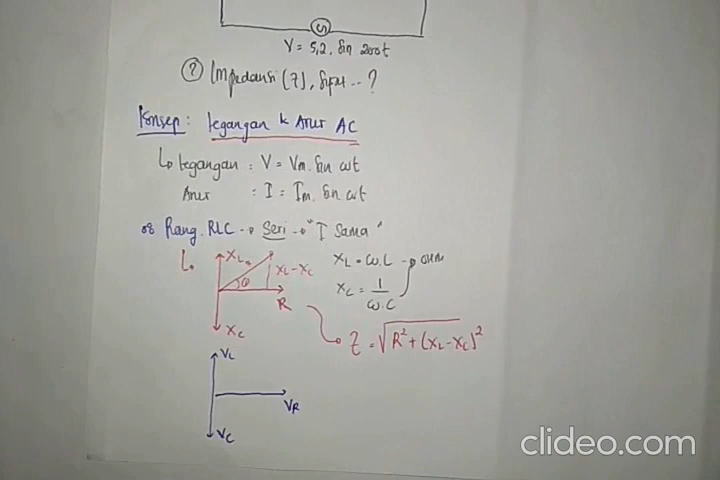 V = 5,2 . sin 200t
? Impedansi (Z), ... ?
Konsep : tegangan & Arus AC
↳ tegangan : V = Vm. sin ωt
Arus : I = Im. sin ωt
Rang. RLC → Seri → "I sama"
XL
XL - XC
θ
R
XC
XL = ω.L → ohm
XC = 1 / ω.C
Z = √R² + (XL - XC)²
VL
VR
VC
clideo.com